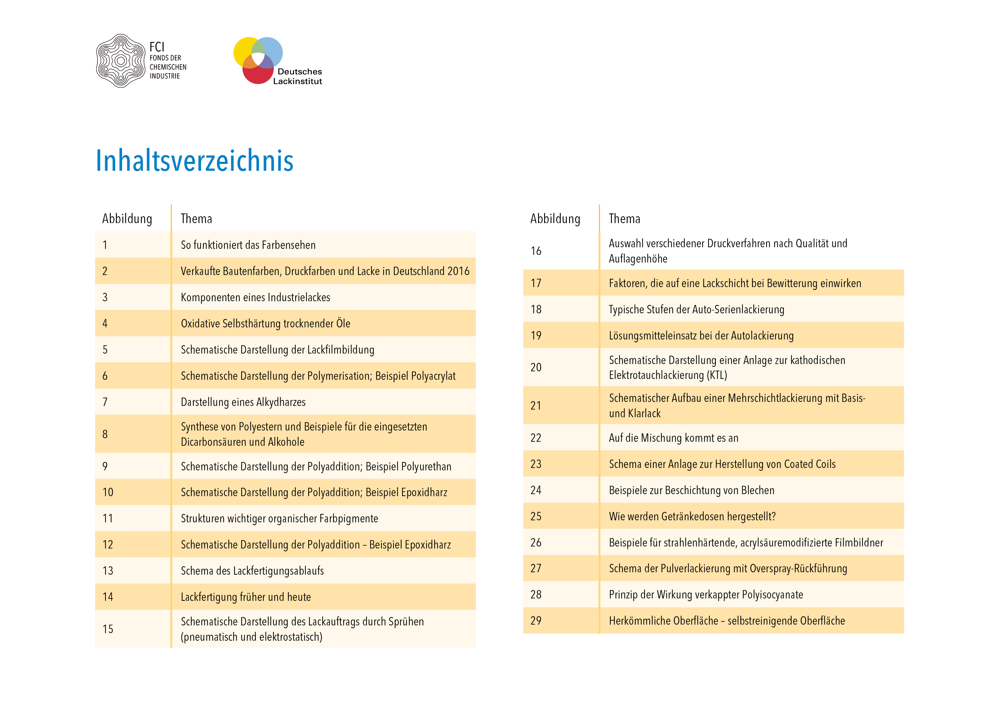 FCI
FONDS DER
CHEMISCHEN
INDUSTRIE
Deutsches
Lackinstitut
Inhaltsverzeichnis
Abbildung Thema
1 So funktioniert das Farbensehen
2 Verkaufte Bautenfarben, Druckfarben und Lacke in Deutschland 2016
3 Komponenten eines Industrielackes
4 Oxidative Selbsthärtung trocknender Öle
5 Schematische Darstellung der Lackfilmbildung
6 Schematische Darstellung der Polymerisation; Beispiel Polyacrylat
7 Darstellung eines Alkydharzes
8 Synthese von Polyestern und Beispiele für die eingesetzten
Dicarbonsäuren und Alkohole
9 Schematische Darstellung der Polyaddition; Beispiel Polyurethan
10 Schematische Darstellung der Polyaddition; Beispiel Epoxidharz
11 Strukturen wichtiger organischer Farbpigmente
12 Schematische Darstellung der Polyaddition – Beispiel Epoxidharz
13 Schema des Lackfertigungsablaufs
14 Lackfertigung früher und heute
15 Schematische Darstellung des Lackauftrags durch Sprühen
(pneumatisch und elektrostatisch)
Abbildung Thema
16 Auswahl verschiedener Druckverfahren nach Qualität und
Auflagenhöhe
17 Faktoren, die auf eine Lackschicht bei Bewitterung einwirken
18 Typische Stufen der Auto-Serienlackierung
19 Lösungsmitteleinsatz bei der Autolackierung
20 Schematische Darstellung einer Anlage zur kathodischen
Elektrotauchlackierung (KTL)
21 Schematischer Aufbau einer Mehrschichtlackierung mit Basis-
und Klarlack
22 Auf die Mischung kommt es an
23 Schema einer Anlage zur Herstellung von Coated Coils
24 Beispiele zur Beschichtung von Blechen
25 Wie werden Getränkedosen hergestellt?
26 Beispiele für strahlenhärtende, acrylsäuremodifizierte Filmbildner
27 Schema der Pulverlackierung mit Overspray-Rückführung
28 Prinzip der Wirkung verkappter Polyisocyanate
29 Herkömmliche Oberfläche – selbstreinigende Oberfläche